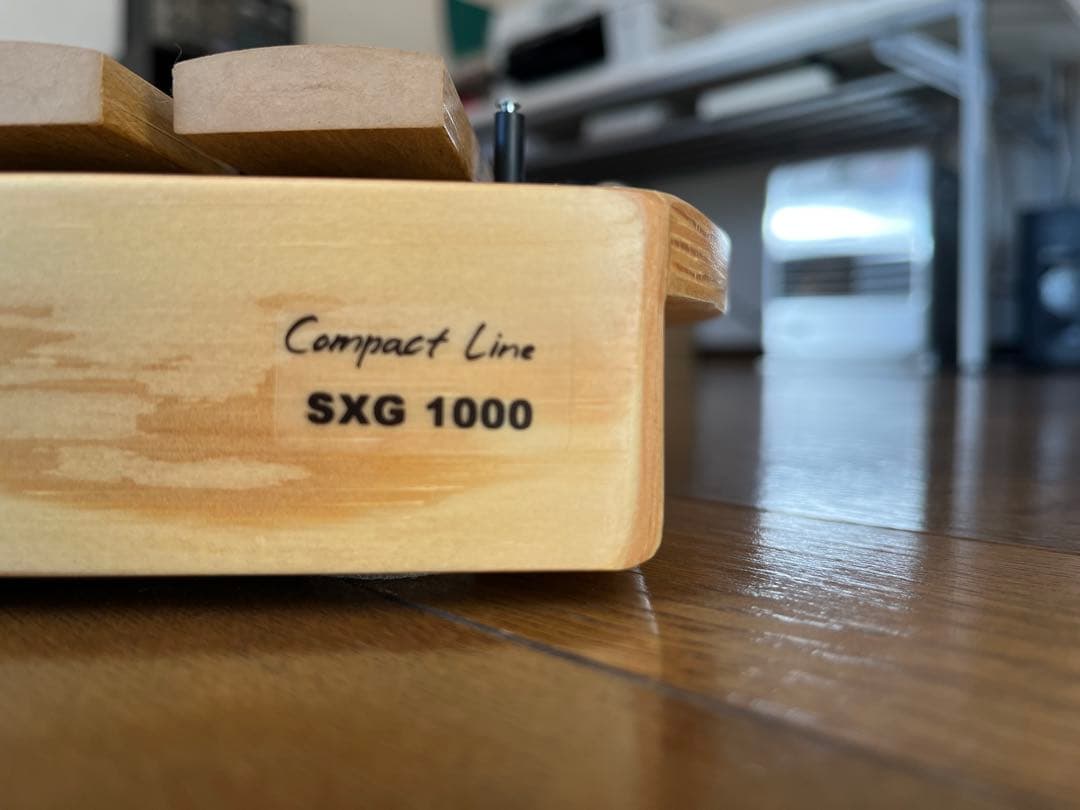 Compact Line
SXG 1000